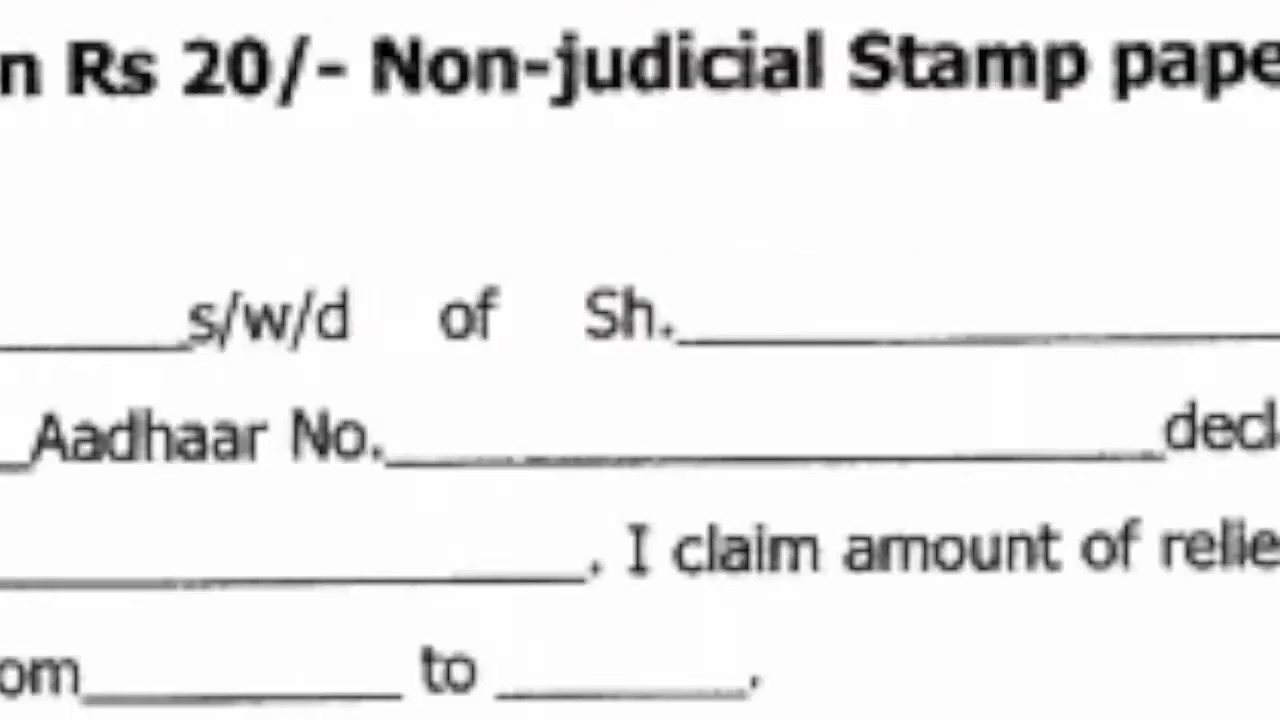 n Rs 20/- Non-judicial Stamp pape
s/w/d of Sh.
Aadhaar No. decl
. I claim amount of relie
om to .